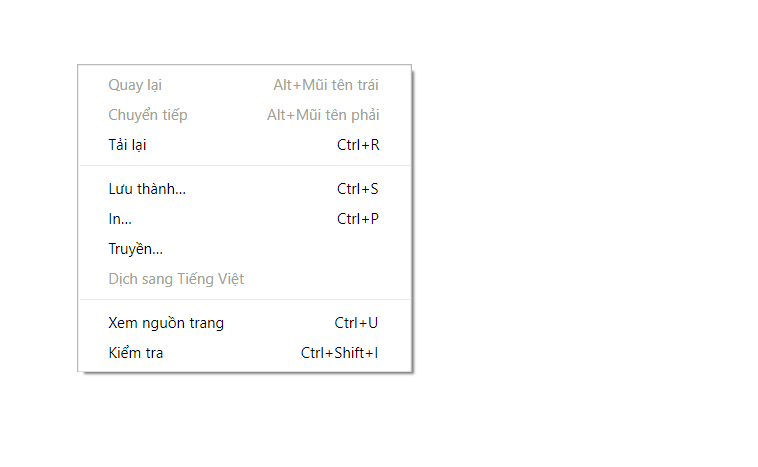 Quay lại Alt+Mũi tên trái
Chuyển tiếp Alt+Mũi tên phải
Tải lại Ctrl+R
Lưu thành... Ctrl+S
In... Ctrl+P
Truyền...
Dịch sang Tiếng Việt
Xem nguồn trang Ctrl+U
Kiểm tra Ctrl+Shift+I